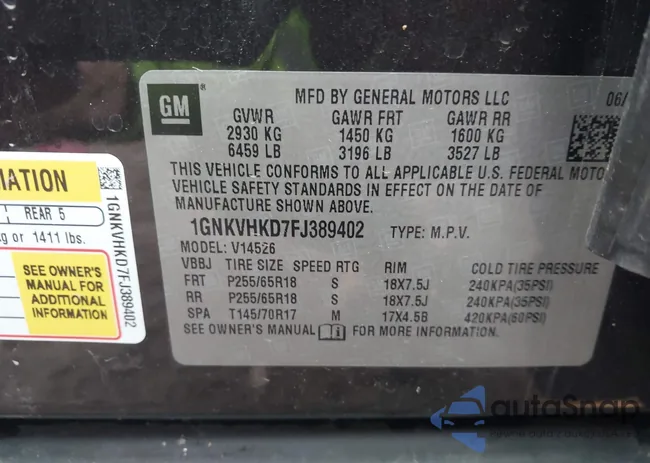 GM
®
MFD BY GENERAL MOTORS LLC 06/
GVWR GAWR FRT GAWR RR
2930 KG 1450 KG 1600 KG
6459 LB 3196 LB 3527 LB
THIS VEHICLE CONFORMS TO ALL APPLICABLE U.S. FEDERAL MOTOR
VEHICLE SAFETY STANDARDS IN EFFECT ON THE DATE OF
MANUFACTURE SHOWN ABOVE.
1GNKVHKD7FJ389402 TYPE: M.P.V.
MODEL: V14526
VBBJ TIRE SIZE SPEED RTG RIM COLD TIRE PRESSURE
FRT P255/65R18 S 18X7.5J 240KPA(35PSI)
RR P255/65R18 S 18X7.5J 240KPA(35PSI)
SPA T145/70R17 M 17X4.5B 420KPA(60PSI)
SEE OWNER'S MANUAL FOR MORE INFORMATION.
MATION
REAR 5
kg or 1411 lbs.
SEE OWNER'S
MANUAL FOR
ADDITIONAL
INFORMATION
1GNKVHKD7FJ389402
autoSnap